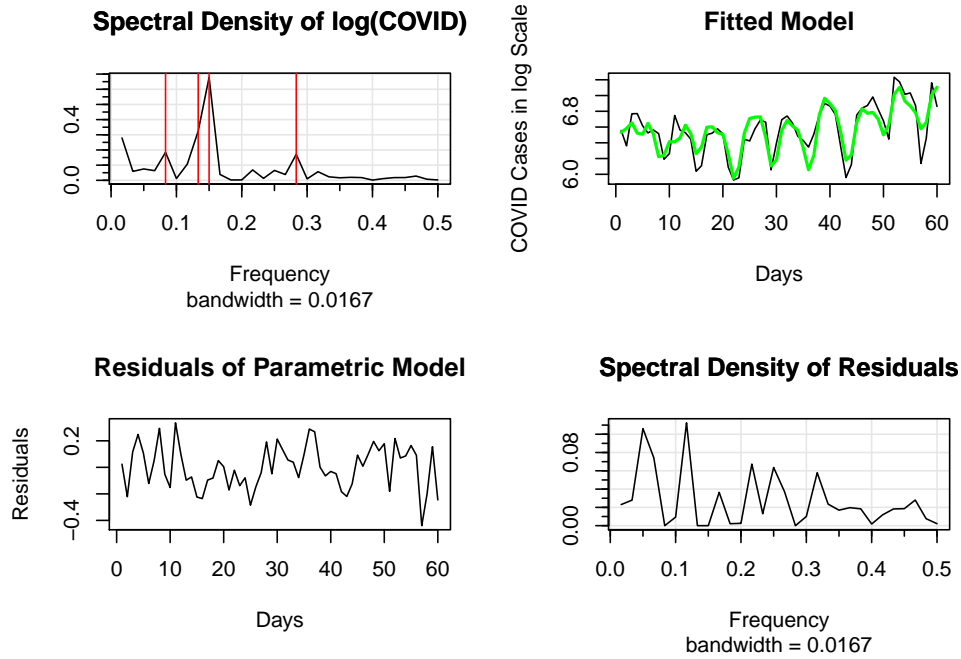 Spectral Density of log(COVID)
0.0 0.4
0.0 0.1 0.2 0.3 0.4 0.5
Frequency
bandwidth = 0.0167
Fitted Model
COVID Cases in log Scale
6.0 6.8
0 10 20 30 40 50 60
Days
Residuals of Parametric Model
Residuals
−0.4 0.2
0 10 20 30 40 50 60
Days
Spectral Density of Residuals
0.00 0.08
0.0 0.1 0.2 0.3 0.4 0.5
Frequency
bandwidth = 0.0167